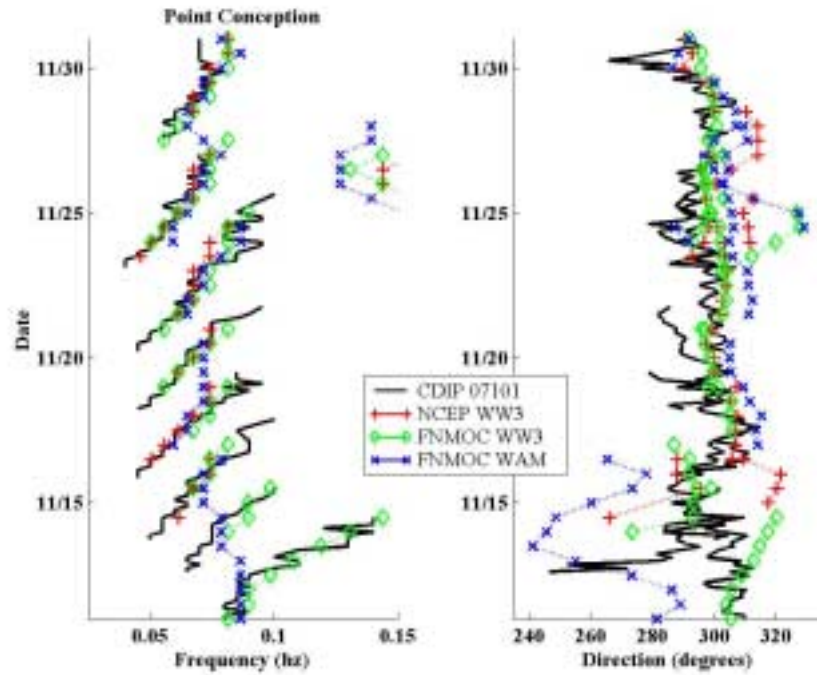 Point Conception
11/30
11/25
11/20
11/15
Date
0.05
0.1
0.15
Frequency (hz)
11/30
11/25
11/20
11/15
240
260
280
300
320
Direction (degrees)
CDIP 07101
NCEP WW3
FNMOC WW3
FNMOC WAM